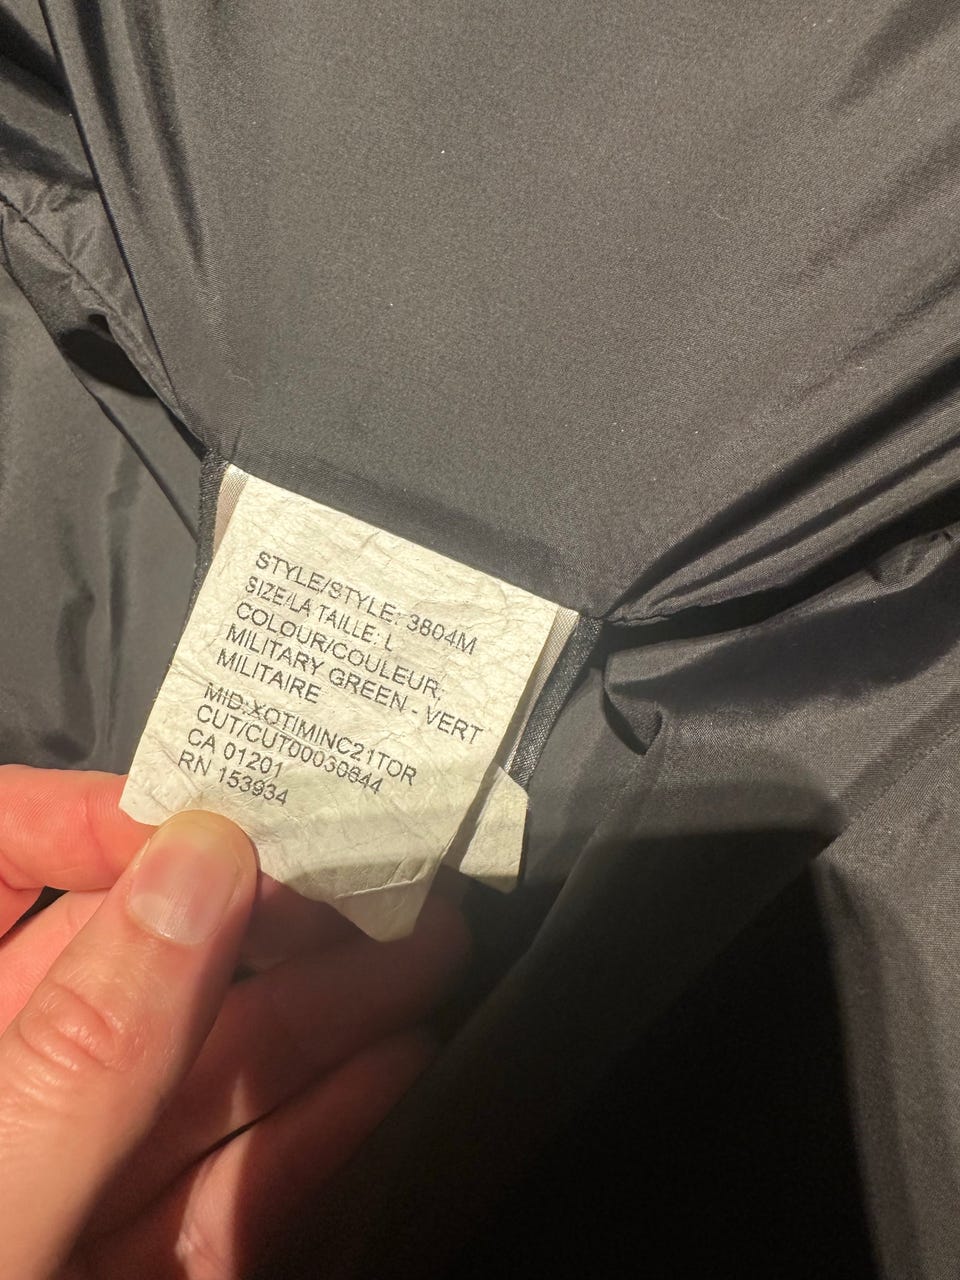 STYLE/STYLE: 3804M
SIZE/LA TAILLE: L
COLOUR/COULEUR:
MILITARY GREEN - VERT
MILITAIRE
MID:XOTIMINC21TOR
CUT/CUT00030644
CA 01201
RN 153934